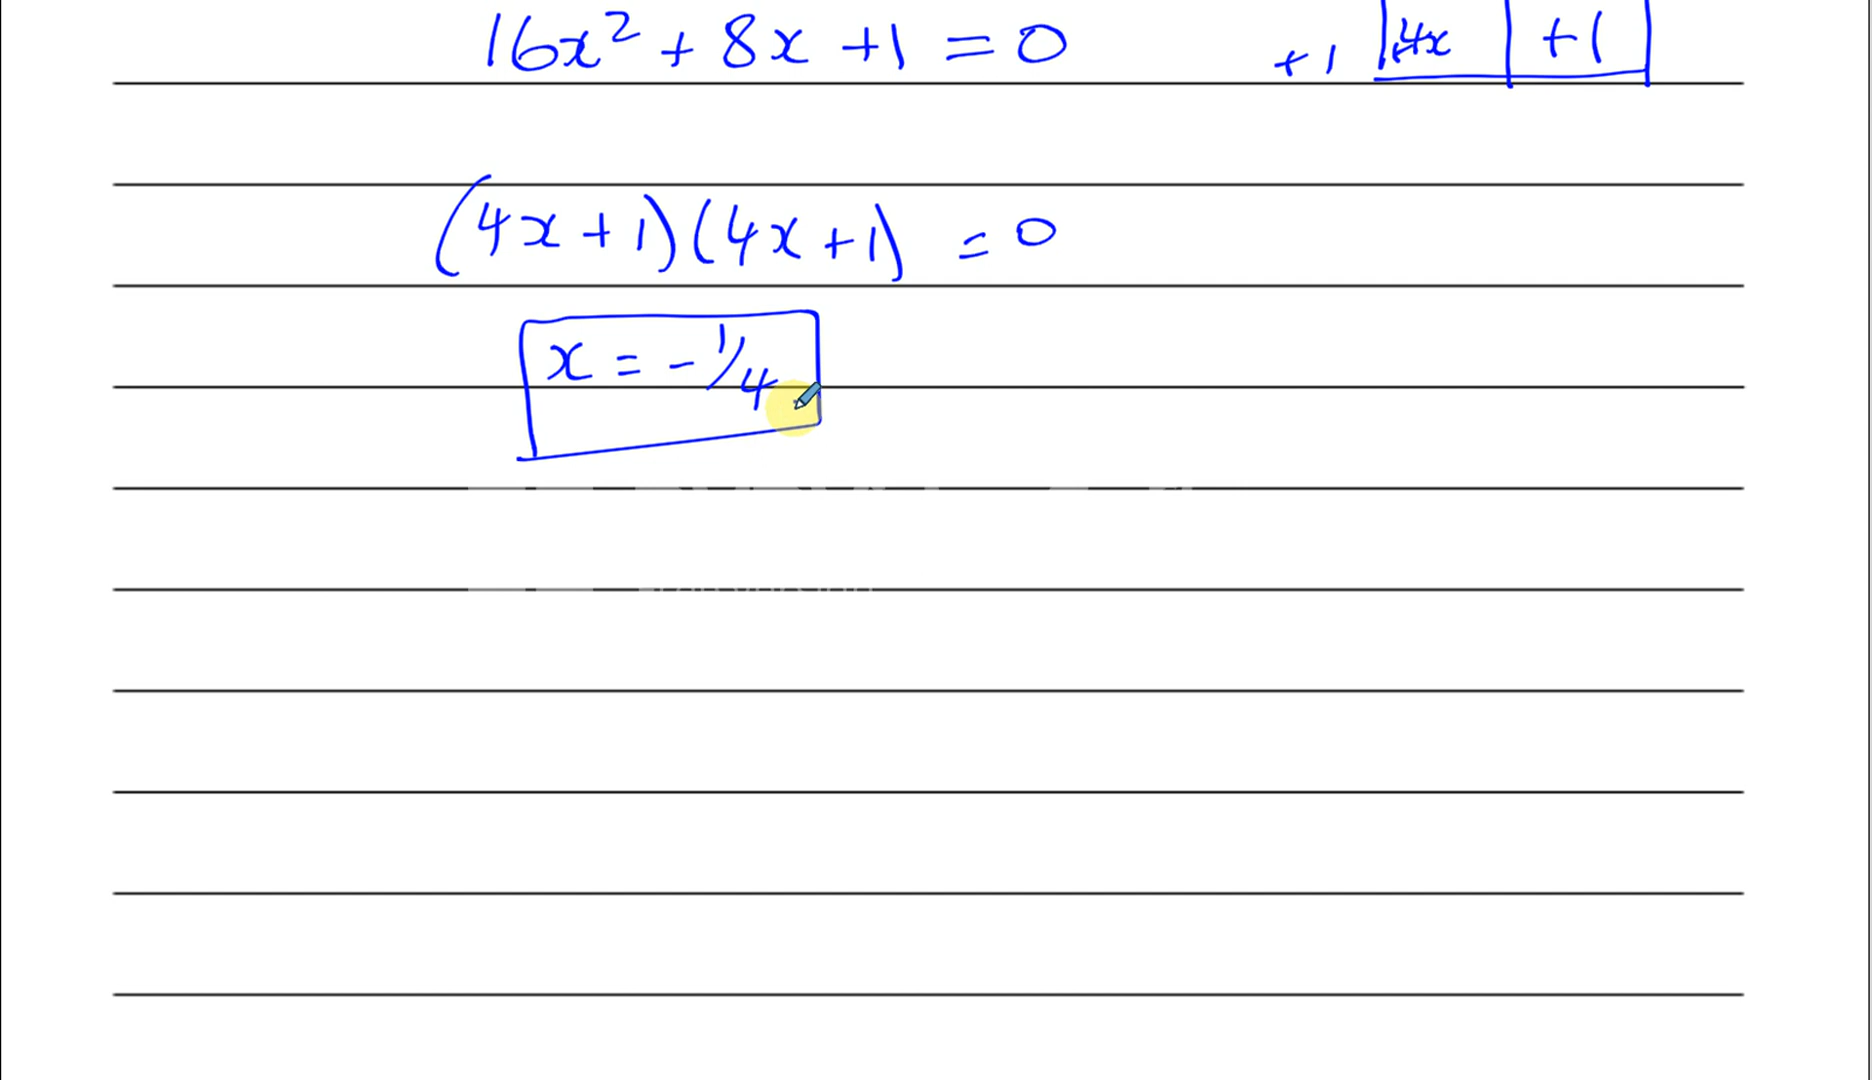 16x² + 8x + 1 = 0
+1 4x +1
(4x + 1)(4x + 1) = 0
x = - 1/4